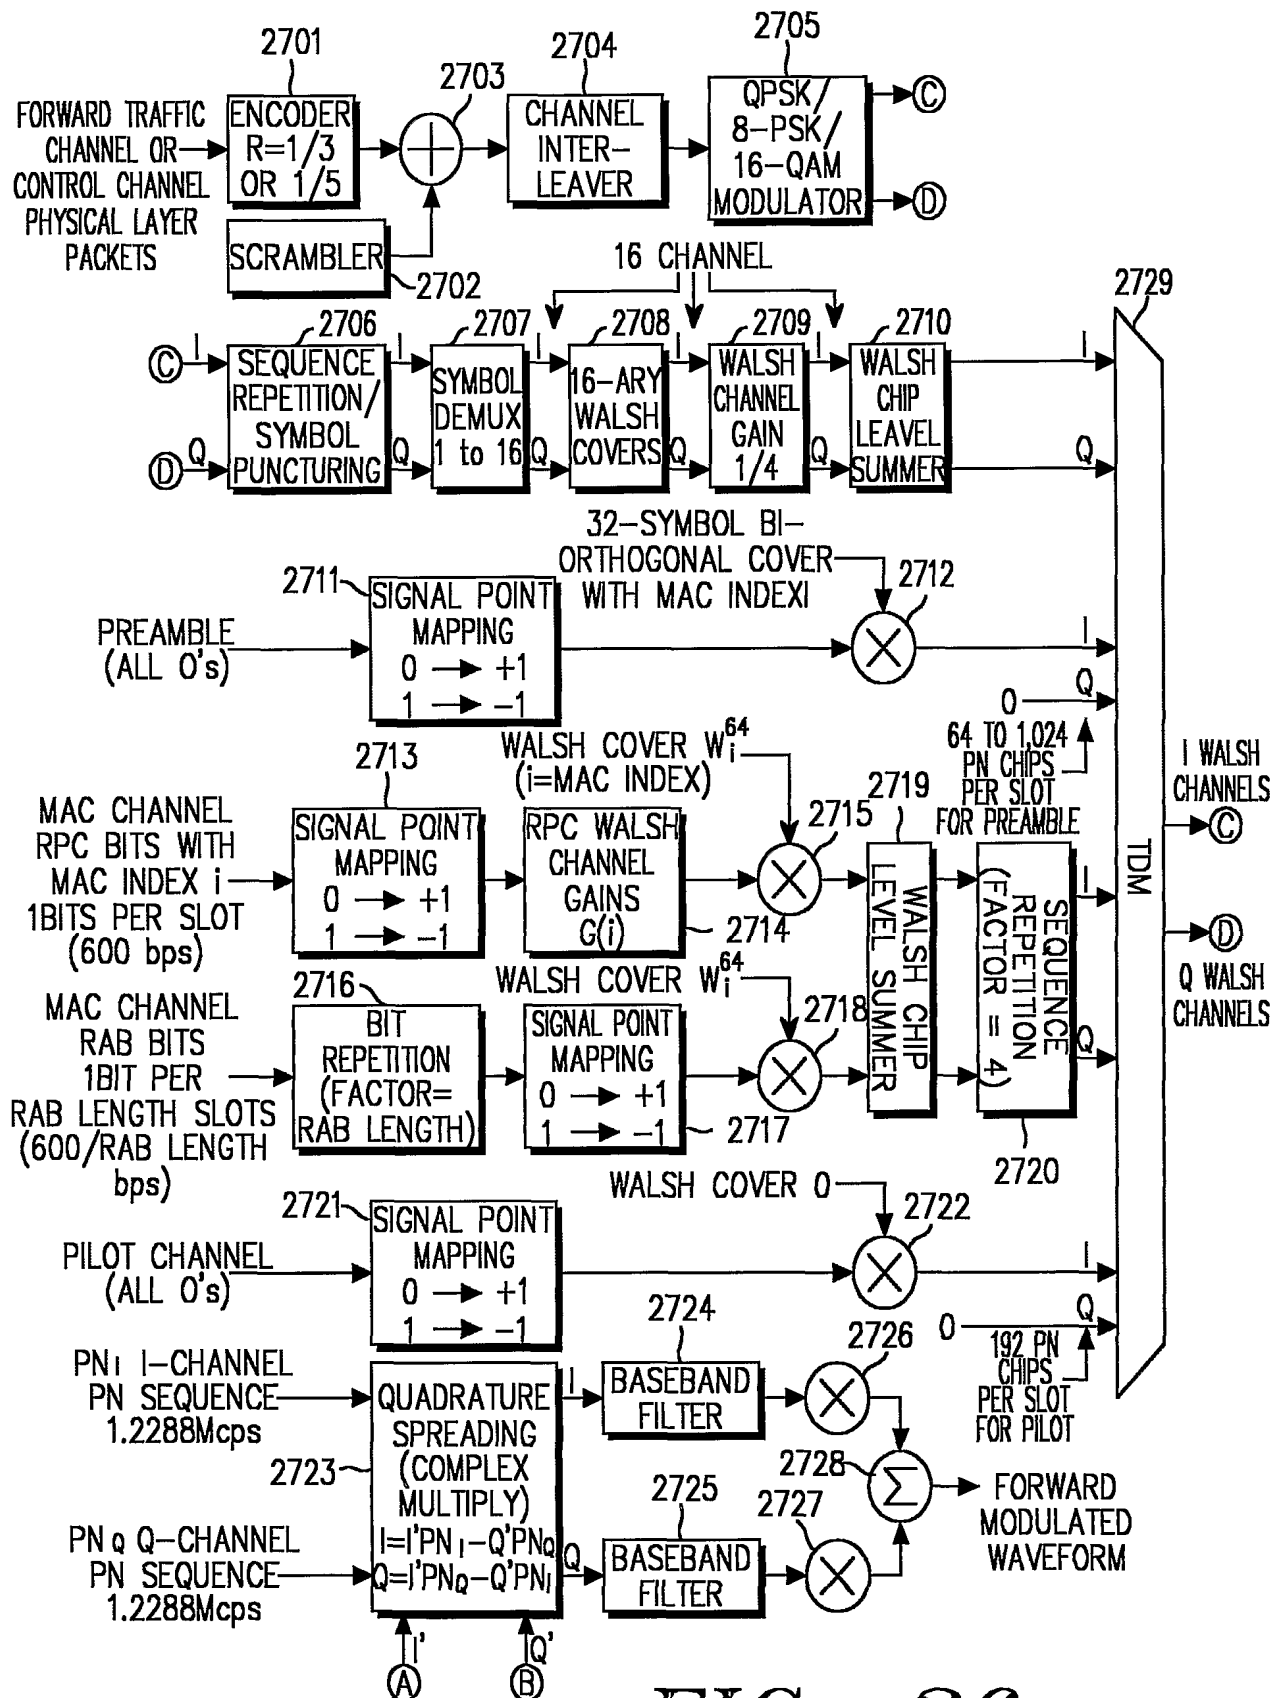 2701
2704
2705
2703
FORWARD TRAFFIC
CHANNEL OR
CONTROL CHANNEL
PHYSICAL LAYER
PACKETS
ENCODER
R=1/3
OR 1/5
CHANNEL
INTER-
LEAVER
QPSK/
8-PSK/
16-QAM
MODULATOR
C
D
SCRAMBLER
2702
16 CHANNEL
2729
2706
2707
2708
2709
2710
C
I
D
Q
SEQUENCE
REPETITION/
SYMBOL
PUNCTURING
I
Q
SYMBOL
DEMUX
1 to 16
I
Q
16-ARY
WALSH
COVERS
I
Q
WALSH
CHANNEL
GAIN
1/4
I
Q
WALSH
CHIP
LEAVEL
SUMMER
I
Q
32-SYMBOL BI-
ORTHOGONAL COVER
WITH MAC INDEXI
2711
2712
PREAMBLE
(ALL O's)
SIGNAL POINT
MAPPING
0 → +1
1 → -1
I
0
Q
64 TO 1,024
PN CHIPS
PER SLOT
FOR PREAMBLE
2713
WALSH COVER W_i^64
(i=MAC INDEX)
2715
2719
I WALSH
CHANNELS
C
MAC CHANNEL
RPC BITS WITH
MAC INDEX i
1BITS PER SLOT
(600 bps)
SIGNAL POINT
MAPPING
0 → +1
1 → -1
RPC WALSH
CHANNEL
GAINS
G(i)
2714
WALSH CHIP
LEVEL SUMMER
SEQUENCE
REPETITION
(FACTOR = 4)
I
Q
TDM
D
Q WALSH
CHANNELS
2716
WALSH COVER W_i^64
2718
MAC CHANNEL
RAB BITS
1BIT PER
RAB LENGTH SLOTS
(600/RAB LENGTH
bps)
BIT
REPETITION
(FACTOR=
RAB LENGTH)
SIGNAL POINT
MAPPING
0 → +1
1 → -1
2717
2720
WALSH COVER 0
2721
2722
PILOT CHANNEL
(ALL O's)
SIGNAL POINT
MAPPING
0 → +1
1 → -1
I
0
Q
192 PN
CHIPS
PER SLOT
FOR PILOT
2724
2726
PN I I-CHANNEL
PN SEQUENCE
1.2288Mcps
2723
QUADRATURE
SPREADING
(COMPLEX
MULTIPLY)
I=I'PN I-Q'PN Q
Q=I'PN Q-Q'PN I
I
BASEBAND
FILTER
2728
Σ
FORWARD
MODULATED
WAVEFORM
2725
2727
PN Q Q-CHANNEL
PN SEQUENCE
1.2288Mcps
Q
BASEBAND
FILTER
I'
Q'
A
B